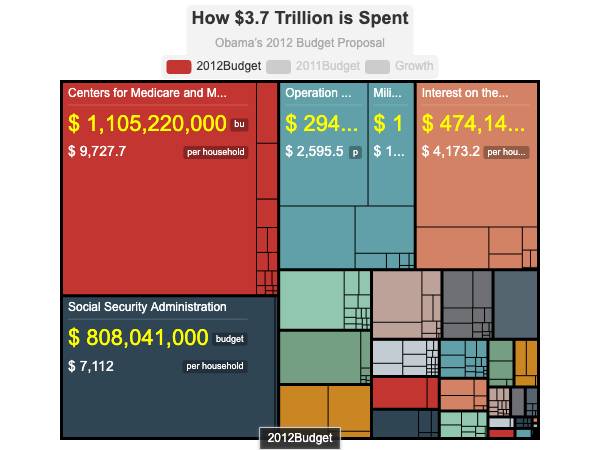 How $3.7 Trillion is Spent
Obama's 2012 Budget Proposal
2012Budget 2011Budget Growth
Centers for Medicare and M...
$ 1,105,220,000 bu
$ 9,727.7 per household
Operation ...
$ 294...
$ 2,595.5 p
Mili...
$ 1
$ 1...
Interest on the...
$ 474,14...
$ 4,173.2 per hou...
Social Security Administration
$ 808,041,000 budget
$ 7,112 per household
2012Budget